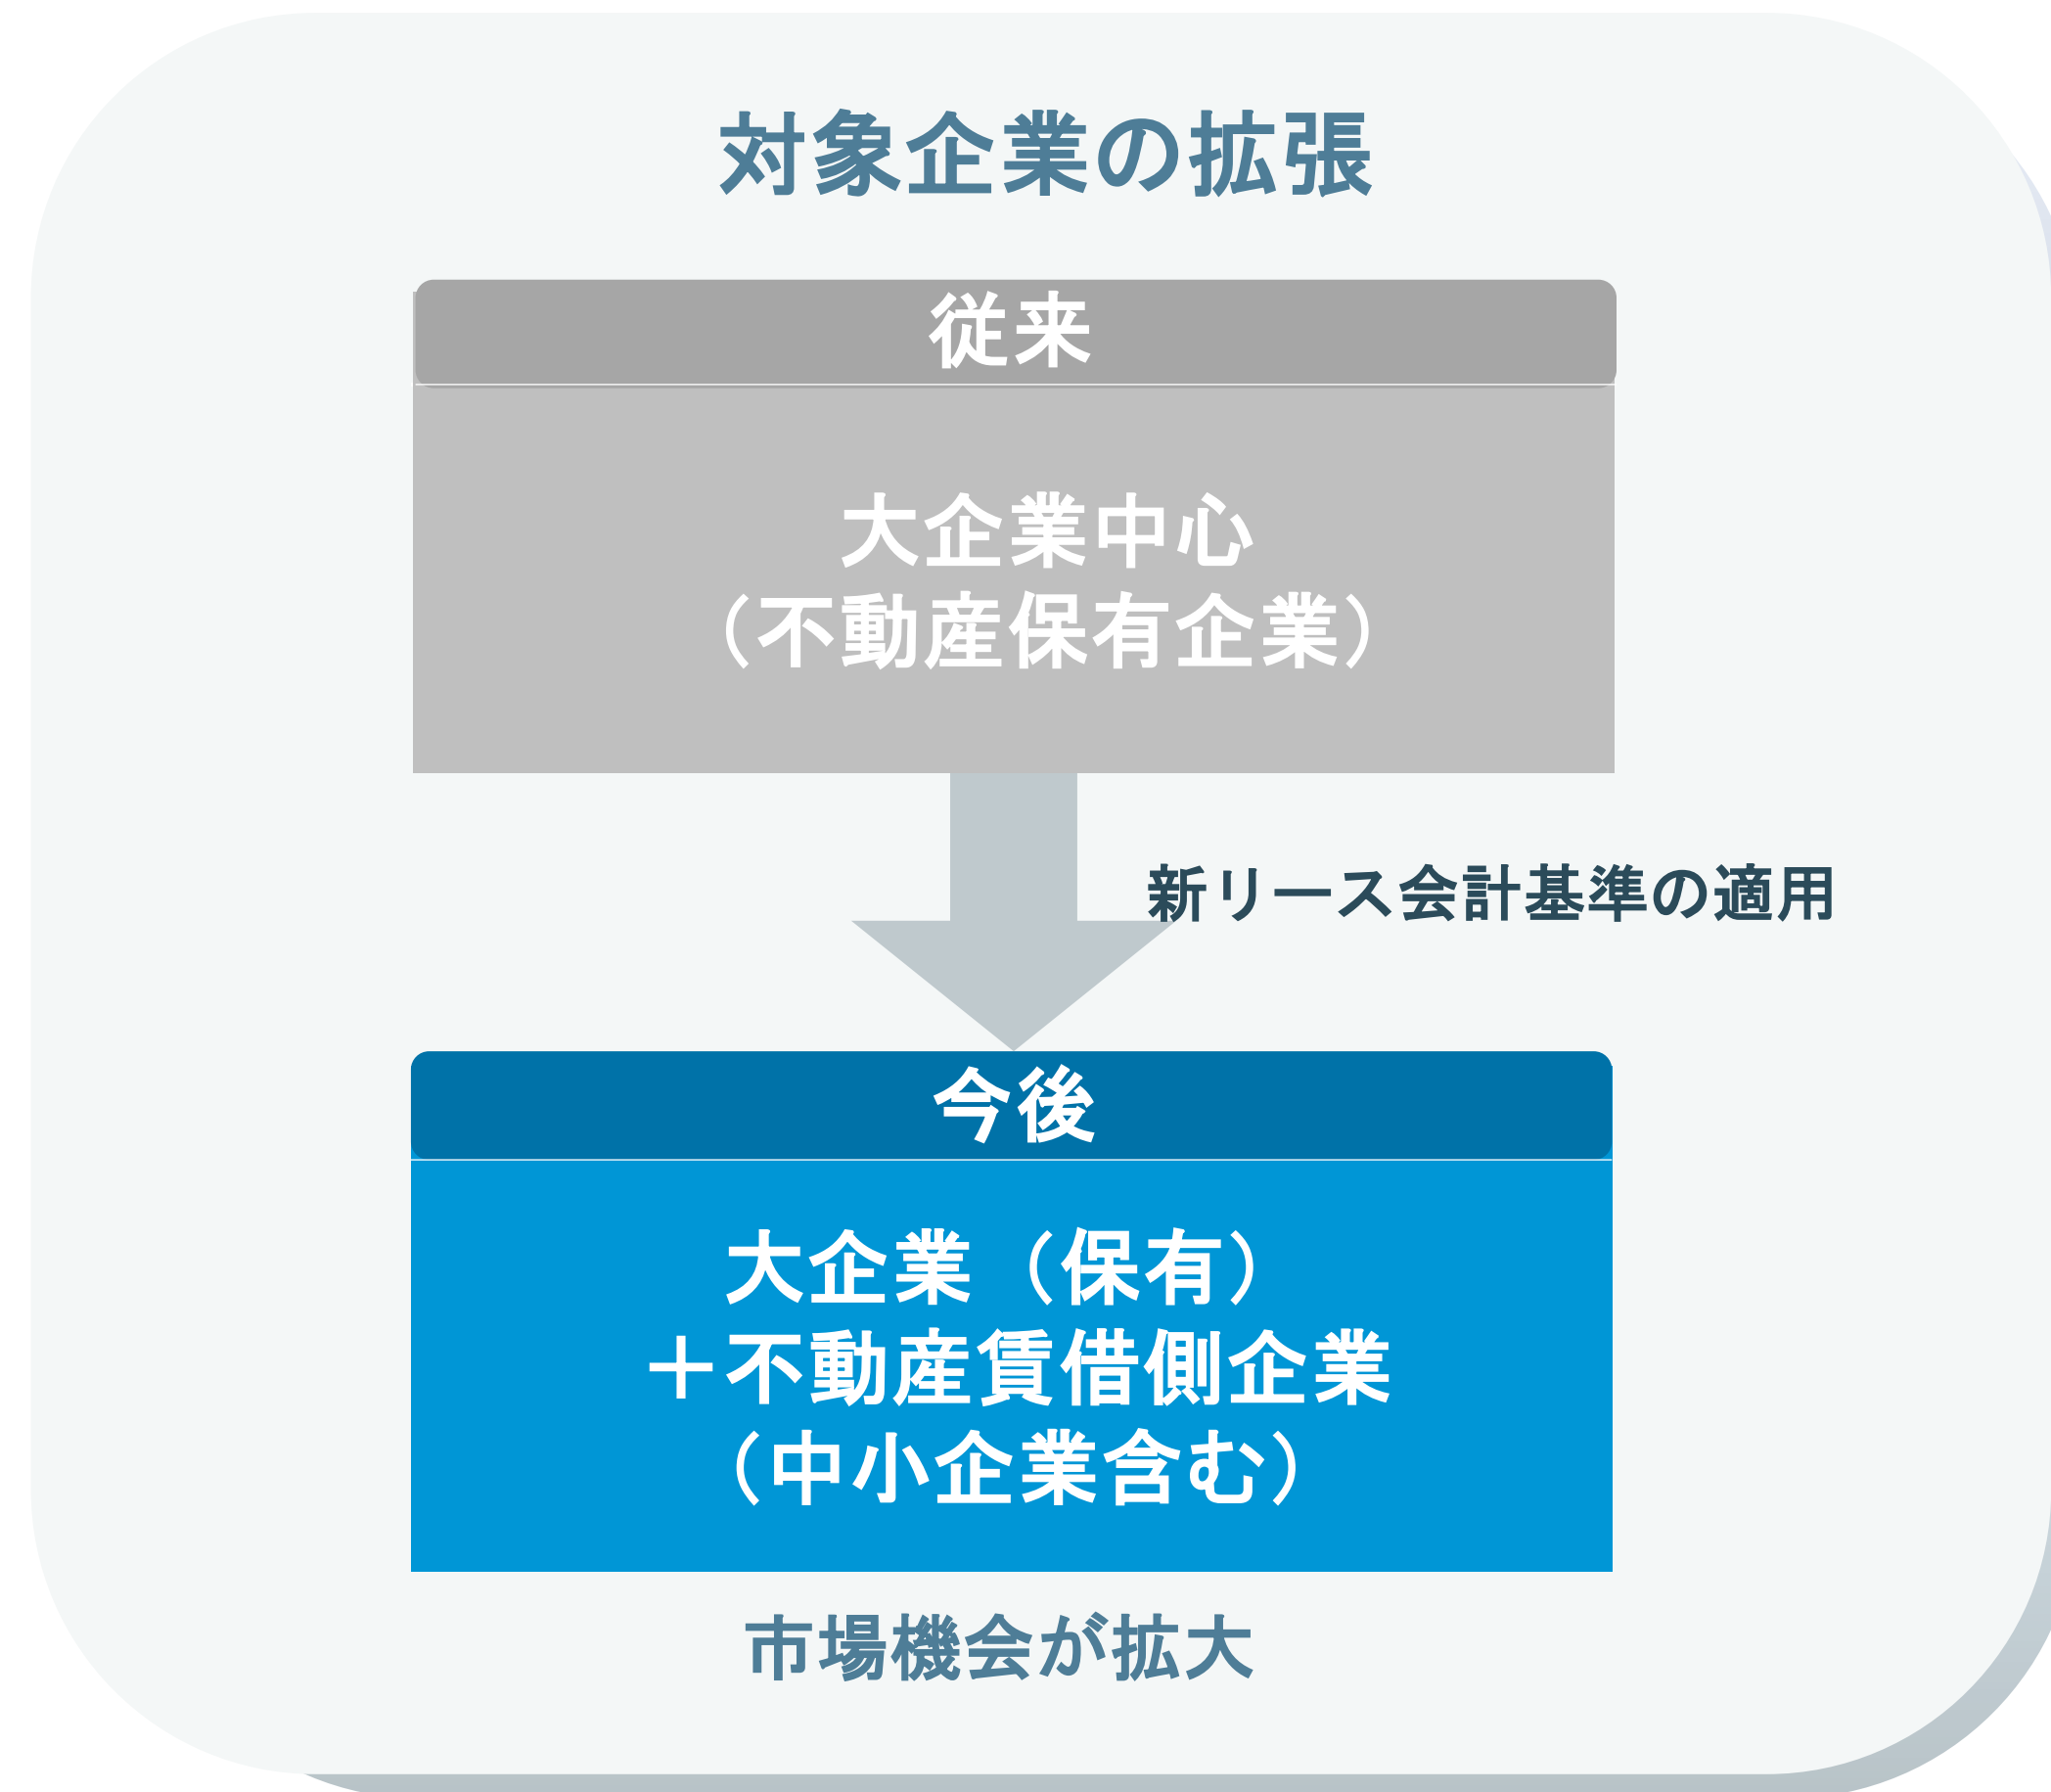 対象企業の拡張
従来
大企業中心
（不動産保有企業）
新リース会計基準の適用
今後
大企業（保有）
＋不動産賃借側企業
（中小企業含む）
市場機会が拡大